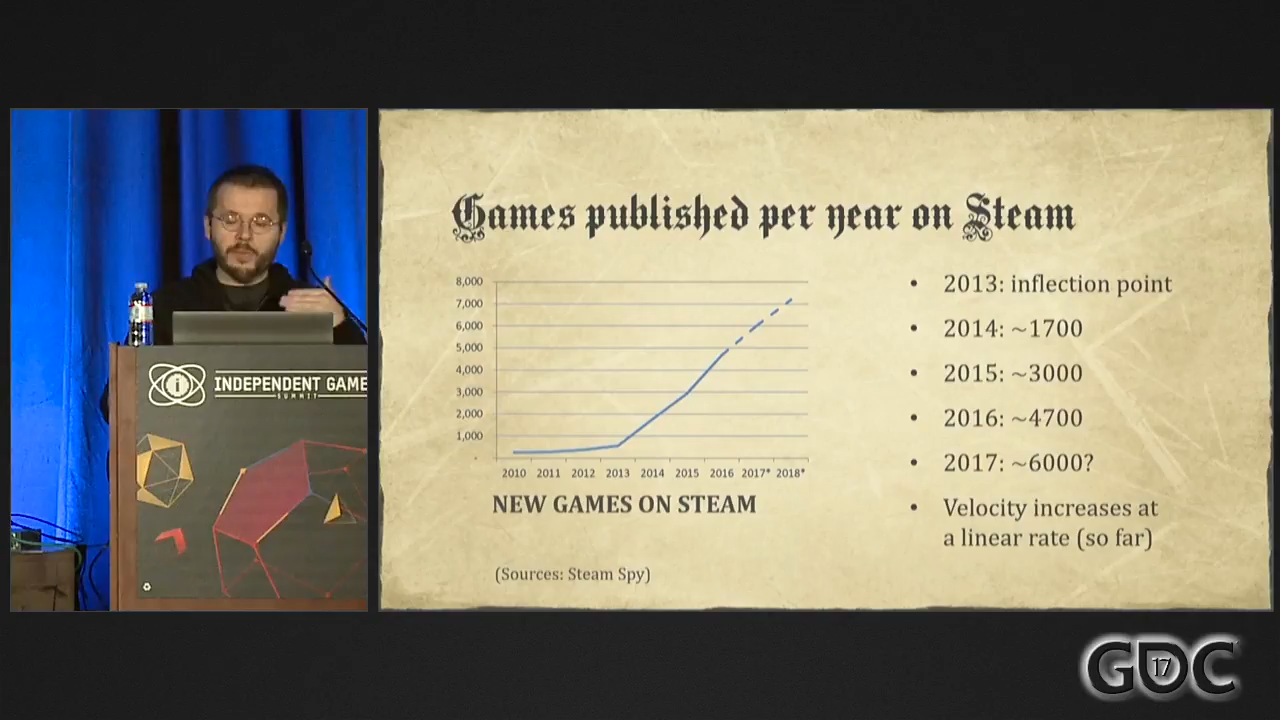 Games published per year on Steam
8,000
7,000
6,000
5,000
4,000
3,000
2,000
1,000
-
2010 2011 2012 2013 2014 2015 2016 2017* 2018*
NEW GAMES ON STEAM
(Sources: Steam Spy)
• 2013: inflection point
• 2014: ~1700
• 2015: ~3000
• 2016: ~4700
• 2017: ~6000?
• Velocity increases at
a linear rate (so far)
i
INDEPENDENT GAME
SUMMIT
GDC
17